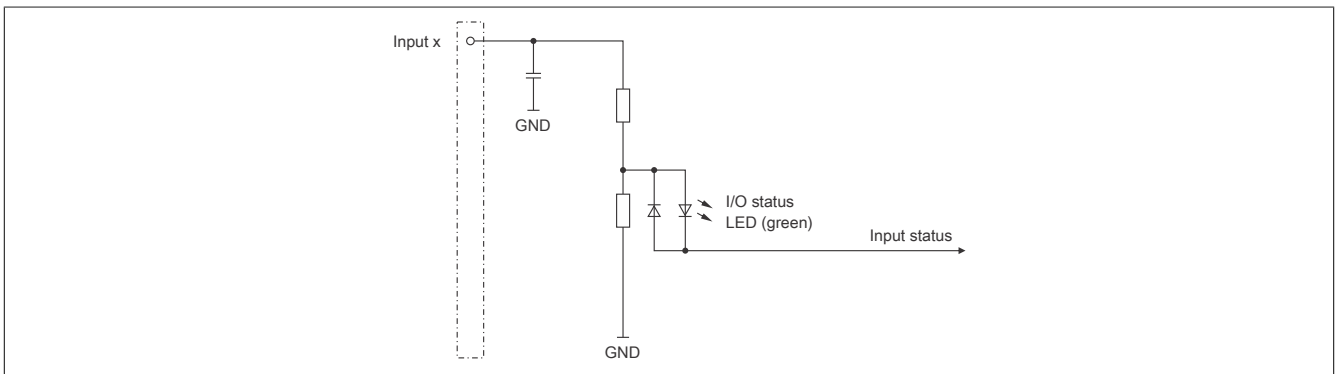 Input x
GND
I/O status
LED (green)
Input status
GND